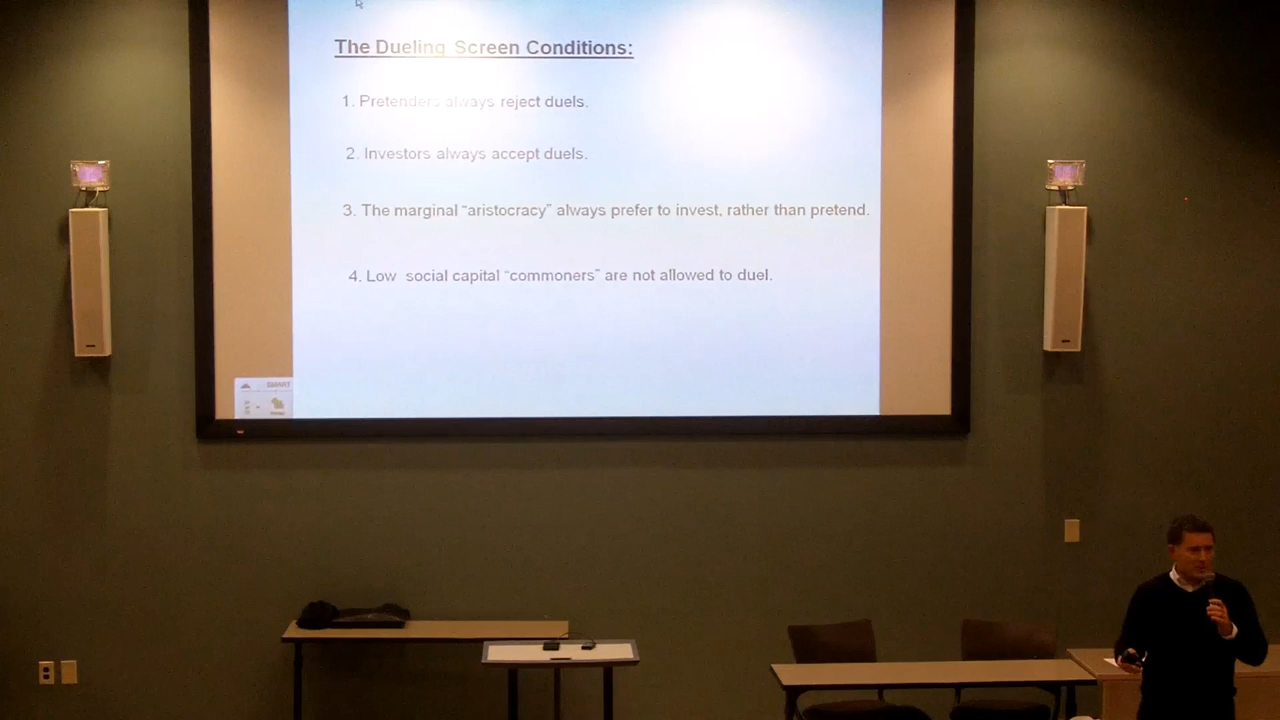 The Dueling Screen Conditions:
1. Pretenders always reject duels.
2. Investors always accept duels.
3. The marginal “aristocracy” always prefer to invest, rather than pretend.
4. Low social capital “commoners” are not allowed to duel.
SMART